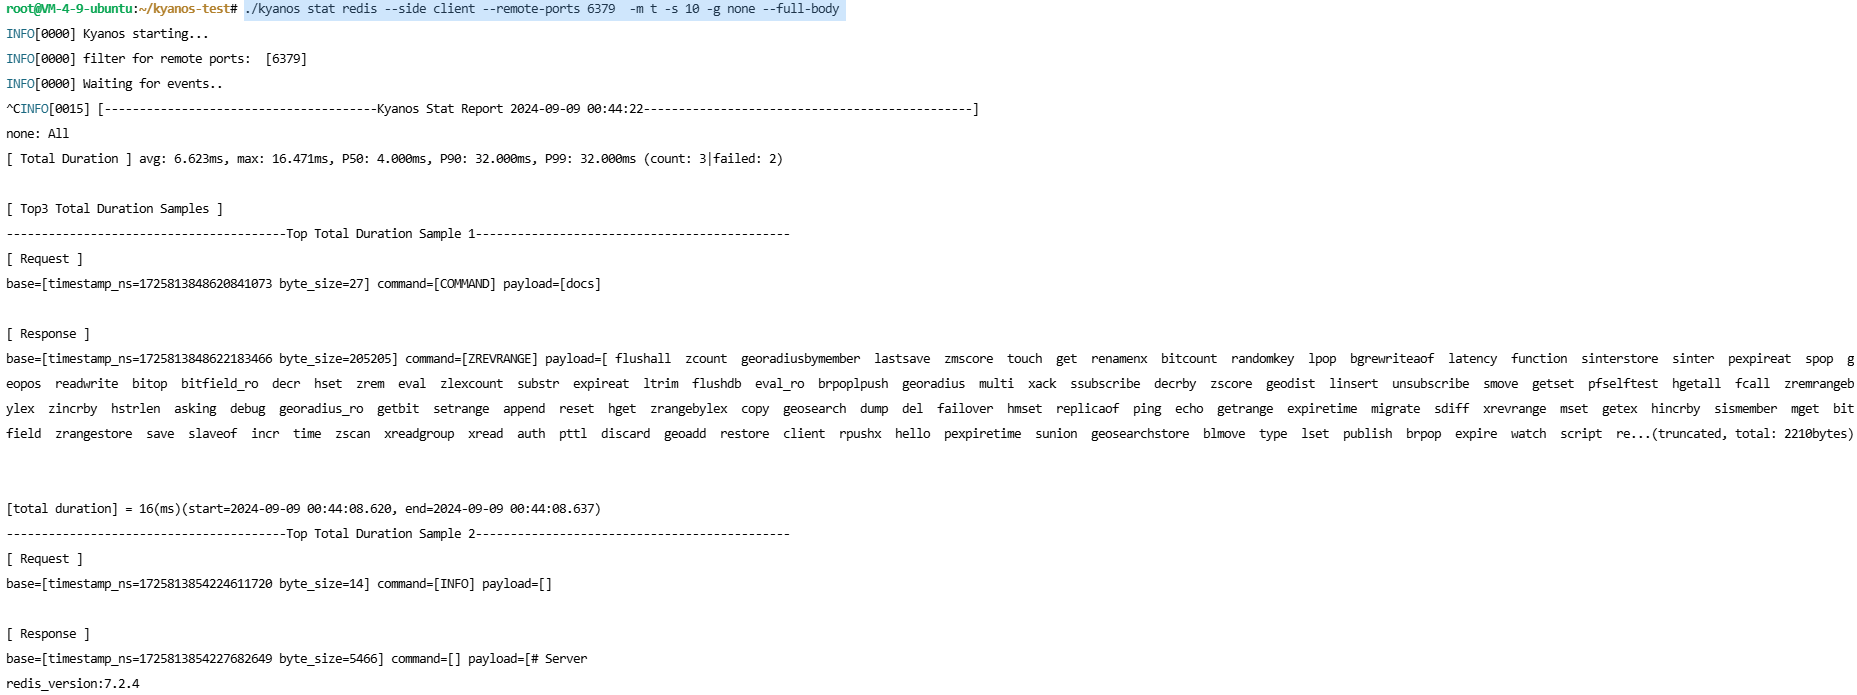 root@VM-4-9-ubuntu:~/kyanos-test# ./kyanos stat redis --side client --remote-ports 6379  -m t -s 10 -g none --full-body
INFO[0000] Kyanos starting...
INFO[0000] filter for remote ports:  [6379]
INFO[0000] Waiting for events..
^CINFO[0015] [---------------------------------------Kyanos Stat Report 2024-09-09 00:44:22-----------------------------------------------]
none: All
[ Total Duration ] avg: 6.623ms, max: 16.471ms, P50: 4.000ms, P90: 32.000ms, P99: 32.000ms (count: 3|failed: 2)
[ Top3 Total Duration Samples ]
----------------------------------------Top Total Duration Sample 1---------------------------------------------
[ Request ]
base=[timestamp_ns=1725813848620841073 byte_size=27] command=[COMMAND] payload=[docs]
[ Response ]
base=[timestamp_ns=1725813848622183466 byte_size=205205] command=[ZREVRANGE] payload=[ flushall  zcount  georadiusbymember  lastsave  zmscore  touch  get  renamenx  bitcount  randomkey  lpop  bgrewriteaof  latency  function  sinterstore  sinter  pexpireat  spop  g
eopos  readwrite  bitop  bitfield_ro  decr  hset  zrem  eval  zlexcount  substr  expireat  ltrim  flushdb  eval_ro  brpoplpush  georadius  multi  xack  ssubscribe  decrby  zscore  geodist  linsert  unsubscribe  smove  getset  pfselftest  hgetall  fcall  zremrangeb
ylex  zincrby  hstrlen  asking  debug  georadius_ro  getbit  setrange  append  reset  hget  zrangebylex  copy  geosearch  dump  del  failover  hmset  replicaof  ping  echo  getrange  expiretime  migrate  sdiff  xrevrange  mset  getex  hincrby  sismember  mget  bit
field  zrangestore  save  slaveof  incr  time  zscan  xreadgroup  xread  auth  pttl  discard  geoadd  restore  client  rpushx  hello  pexpiretime  sunion  geosearchstore  blmove  type  lset  publish  brpop  expire  watch  script  re...(truncated, total: 2210bytes)
[total duration] = 16(ms)(start=2024-09-09 00:44:08.620, end=2024-09-09 00:44:08.637)
----------------------------------------Top Total Duration Sample 2---------------------------------------------
[ Request ]
base=[timestamp_ns=1725813854224611720 byte_size=14] command=[INFO] payload=[]
[ Response ]
base=[timestamp_ns=1725813854227682649 byte_size=5466] command=[] payload=[# Server
redis_version:7.2.4